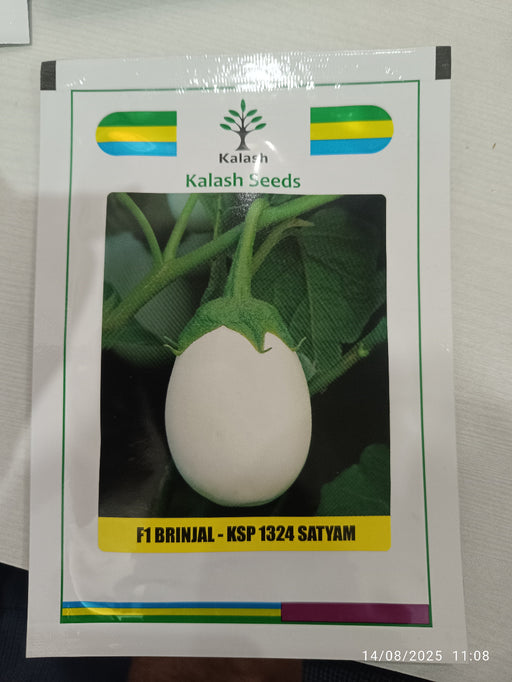 Kalash
Kalash Seeds
F1 BRINJAL - KSP 1324 SATYAM
14/08/2025 11:08